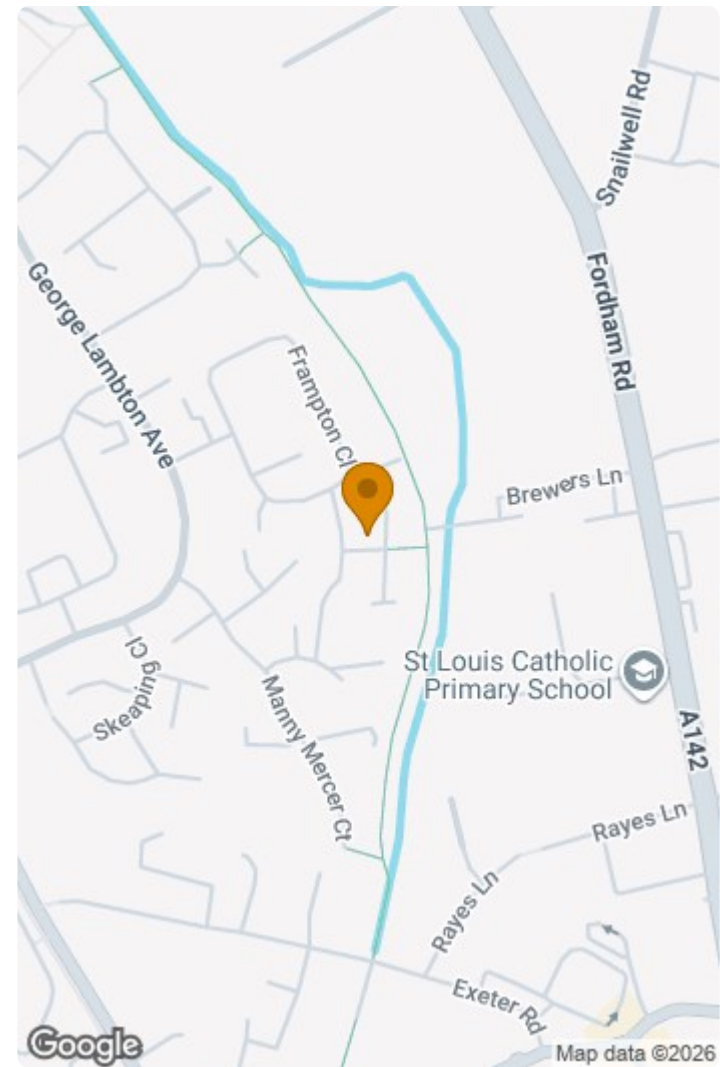 Snailwell Rd
Fordham Rd
George Lambton Ave
Frampton Cl
Brewers Ln
St Louis Catholic
Primary School
Skeaping Cl
Manny Mercer Ct
A142
Rayes Ln
Rayes Ln
Exeter Rd
Google
Map data ©2026